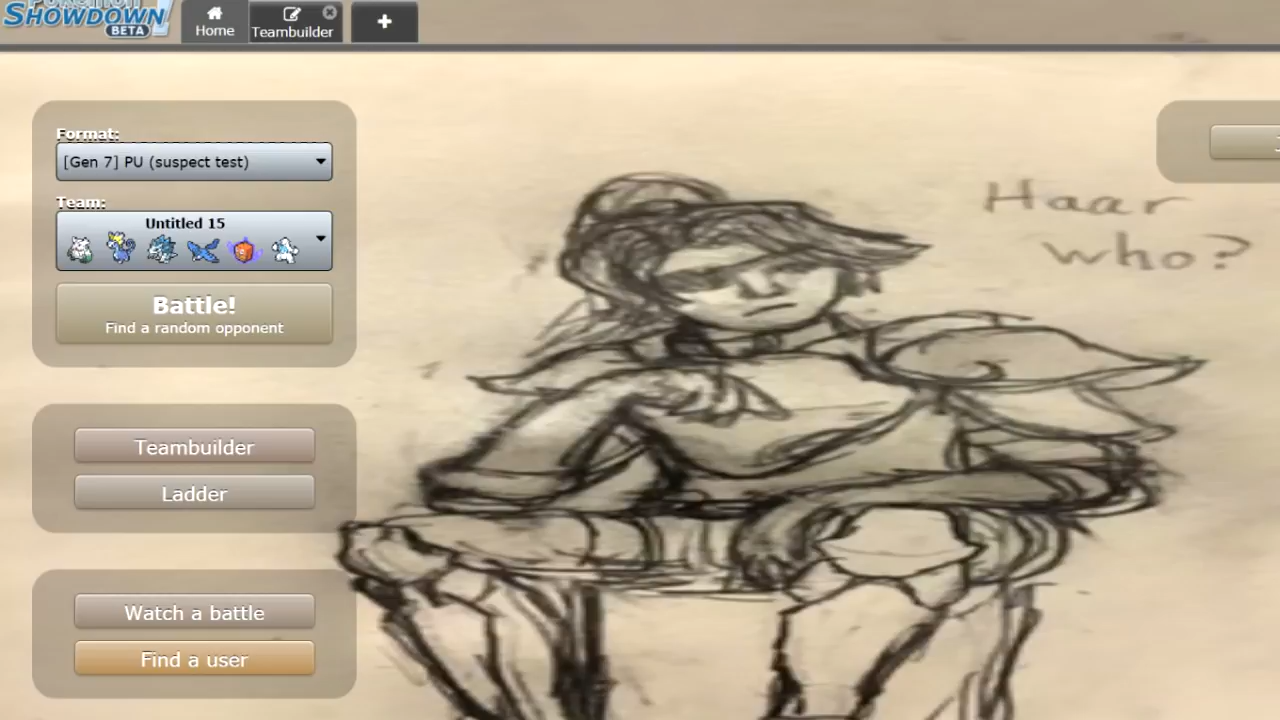 Pokémon
SHOWDOWN!
BETA
Home
Teambuilder
Format:
[Gen 7] PU (suspect test)
Team:
Untitled 15
Battle!
Find a random opponent
Teambuilder
Ladder
Watch a battle
Find a user
Haar
who?